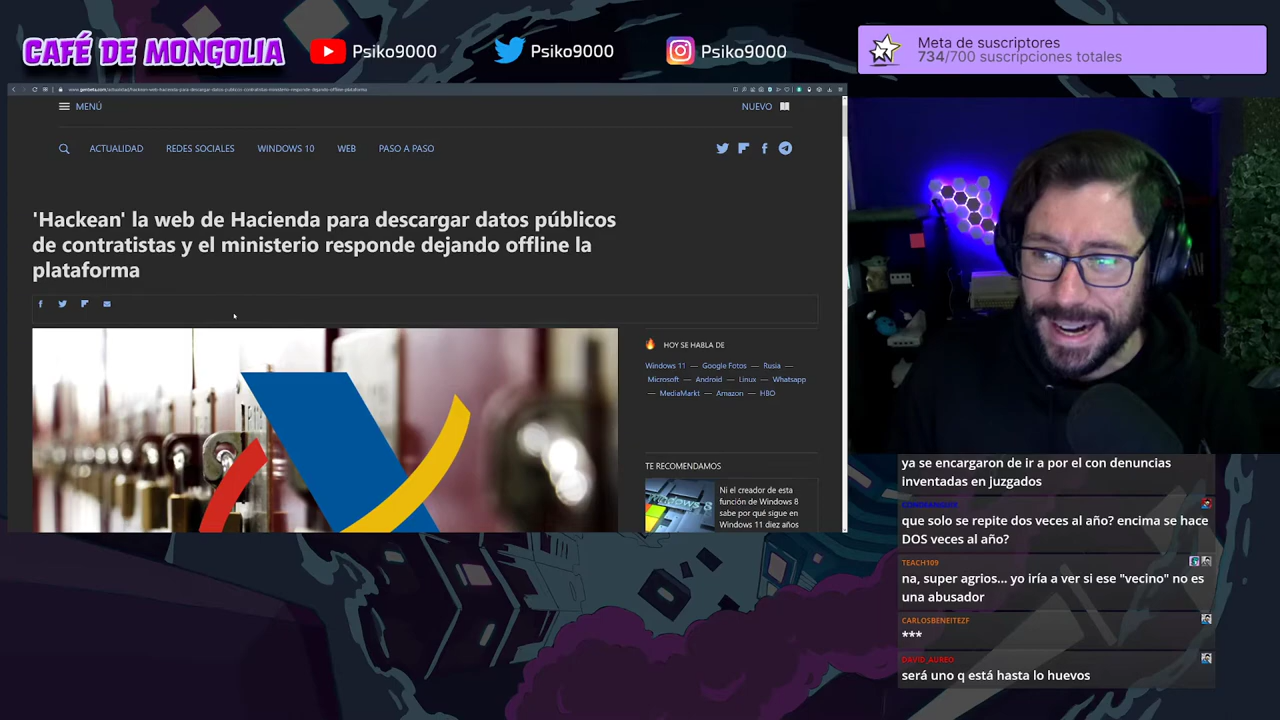 CAFÉ DE MONGOLIA
Psiko9000
Psiko9000
Psiko9000
Meta de suscriptores
734/700 suscripciones totales
MENÚ
NUEVO
ACTUALIDAD
REDES SOCIALES
WINDOWS 10
WEB
PASO A PASO
'Hackean' la web de Hacienda para descargar datos públicos
de contratistas y el ministerio responde dejando offline la
plataforma
HOY SE HABLA DE
Windows 11 — Google Fotos — Rusia —
Microsoft — Android — Linux — Whatsapp
— MediaMarkt — Amazon — HBO
TE RECOMENDAMOS
Ni el creador de esta
función de Windows 8
sabe por qué sigue en
Windows 11 diez años
ya se encargaron de ir a por el con denuncias
inventadas en juzgados
que solo se repite dos veces al año? encima se hace
DOS veces al año?
TEACH109
na, super agrios... yo iría a ver si ese "vecino" no es
una abusador
CARLOSBENEITEZF
***
DAVID_AUREO
será uno q está hasta lo huevos